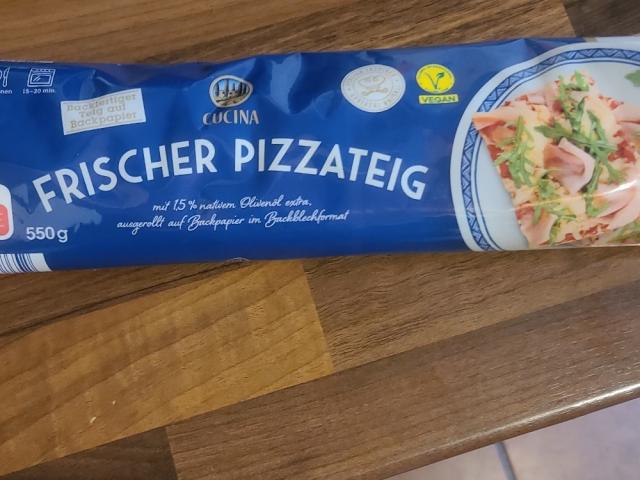 15-20 min.
Backfertiger
Teig auf
Backpapier
CUCINA
VEGAN
FRISCHER PIZZATEIG
mit 1,5 % nativem Olivenöl extra,
ausgerollt auf Backpapier im Backblechformat
550g